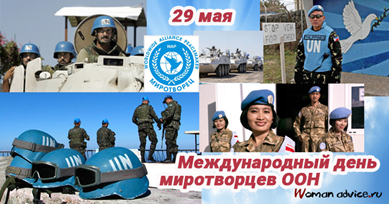 29 мая
МИРОТВОРЕЦ
UN
UN
UN
Международный день
миротворцев ООН
Woman advice.ru